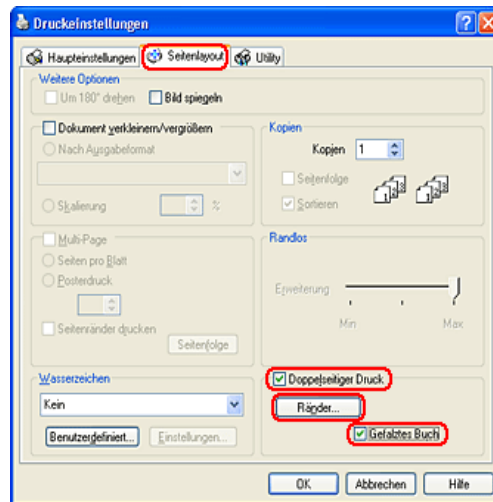 Druckeinstellungen
Haupteinstellungen Seitenlayout Utility
Weitere Optionen
Um 180° drehen Bild spiegeln
Dokument verkleinern/vergrößern
Nach Ausgabeformat
Skalierung %
Kopien
Kopien 1
Seitenfolge
Sortieren
Multi-Page
Seiten pro Blatt
Posterdruck
Seitenränder drucken
Seitenfolge
Randlos
Erweiterung
Min Max
Wasserzeichen
Kein
Benutzerdefiniert... Einstellungen...
Doppelseitiger Druck
Ränder...
Gefalztes Buch
OK Abbrechen Hilfe